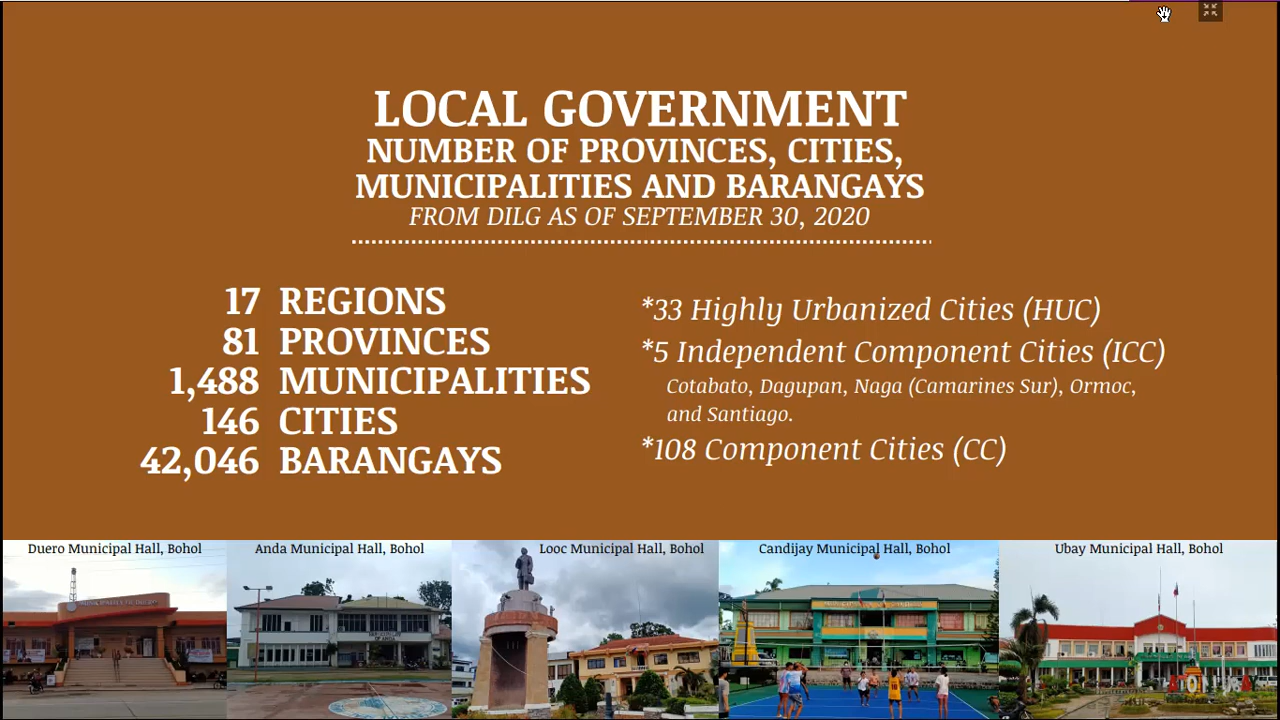 LOCAL GOVERNMENT
NUMBER OF PROVINCES, CITIES,
MUNICIPALITIES AND BARANGAYS
FROM DILG AS OF SEPTEMBER 30, 2020
17 REGIONS
81 PROVINCES
1,488 MUNICIPALITIES
146 CITIES
42,046 BARANGAYS
*33 Highly Urbanized Cities (HUC)
*5 Independent Component Cities (ICC)
Cotabato, Dagupan, Naga (Camarines Sur), Ormoc,
and Santiago.
*108 Component Cities (CC)
Duero Municipal Hall, Bohol
Anda Municipal Hall, Bohol
Looc Municipal Hall, Bohol
Candijay Municipal Hall, Bohol
Ubay Municipal Hall, Bohol